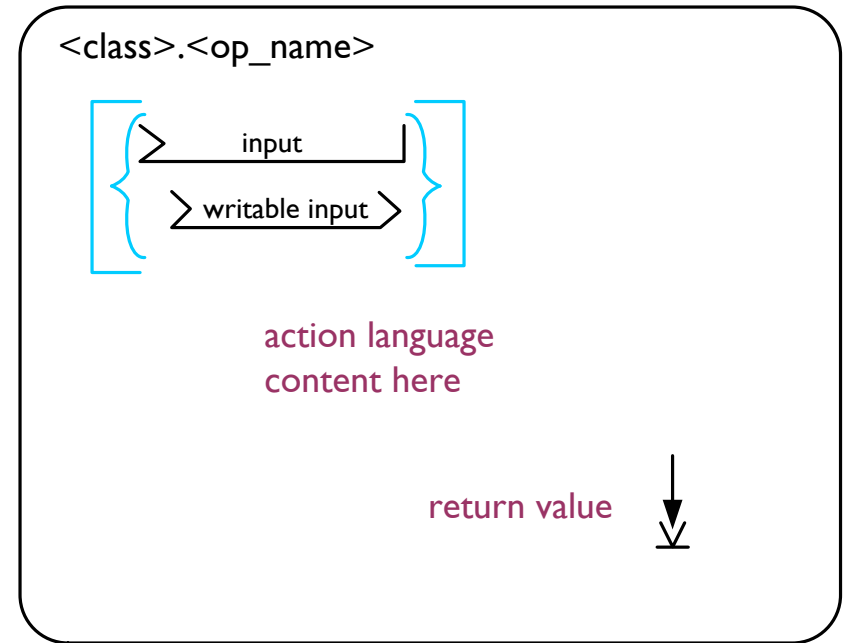 <class>.<op_name>
input
writable input
action language
content here
return value